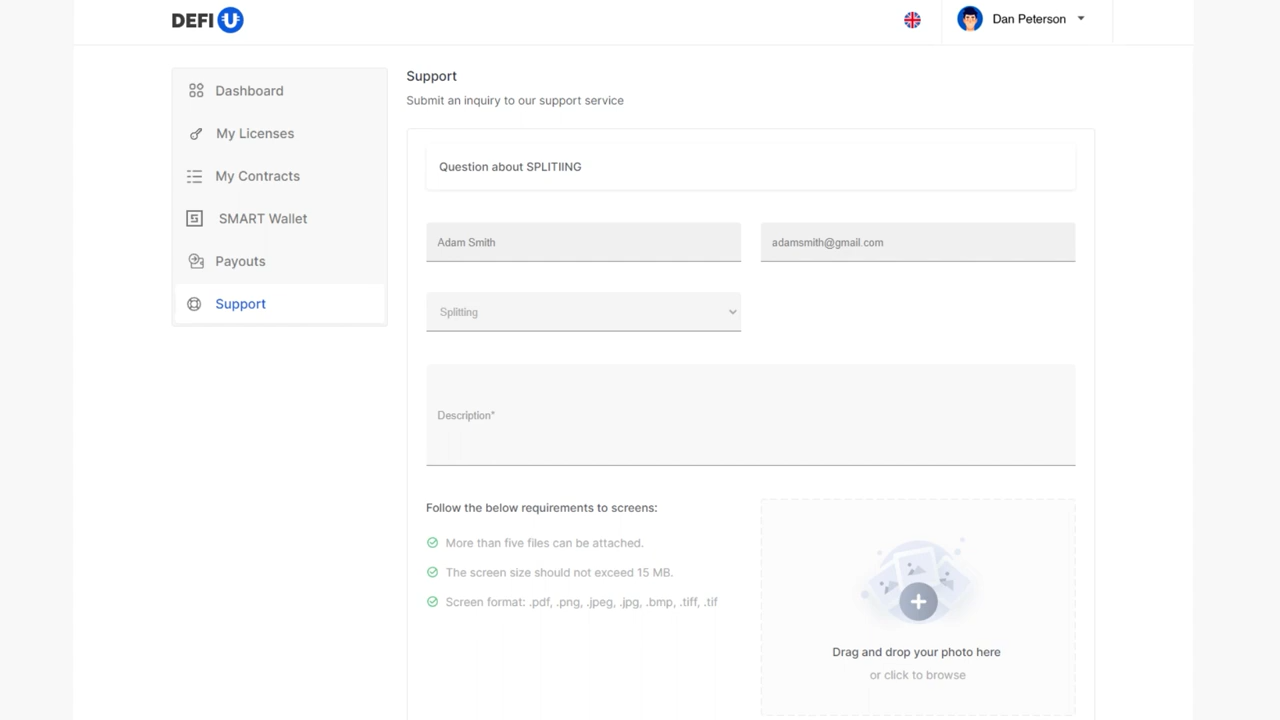 DEFI U
Dan Peterson
Dashboard
My Licenses
My Contracts
SMART Wallet
Payouts
Support
Support
Submit an inquiry to our support service
Question about SPLITIING
Adam Smith
adamsmith@gmail.com
Splitting
Description*
Follow the below requirements to screens:
More than five files can be attached.
The screen size should not exceed 15 MB.
Screen format: .pdf, .png, .jpeg, .jpg, .bmp, .tiff, .tif
Drag and drop your photo here
or click to browse